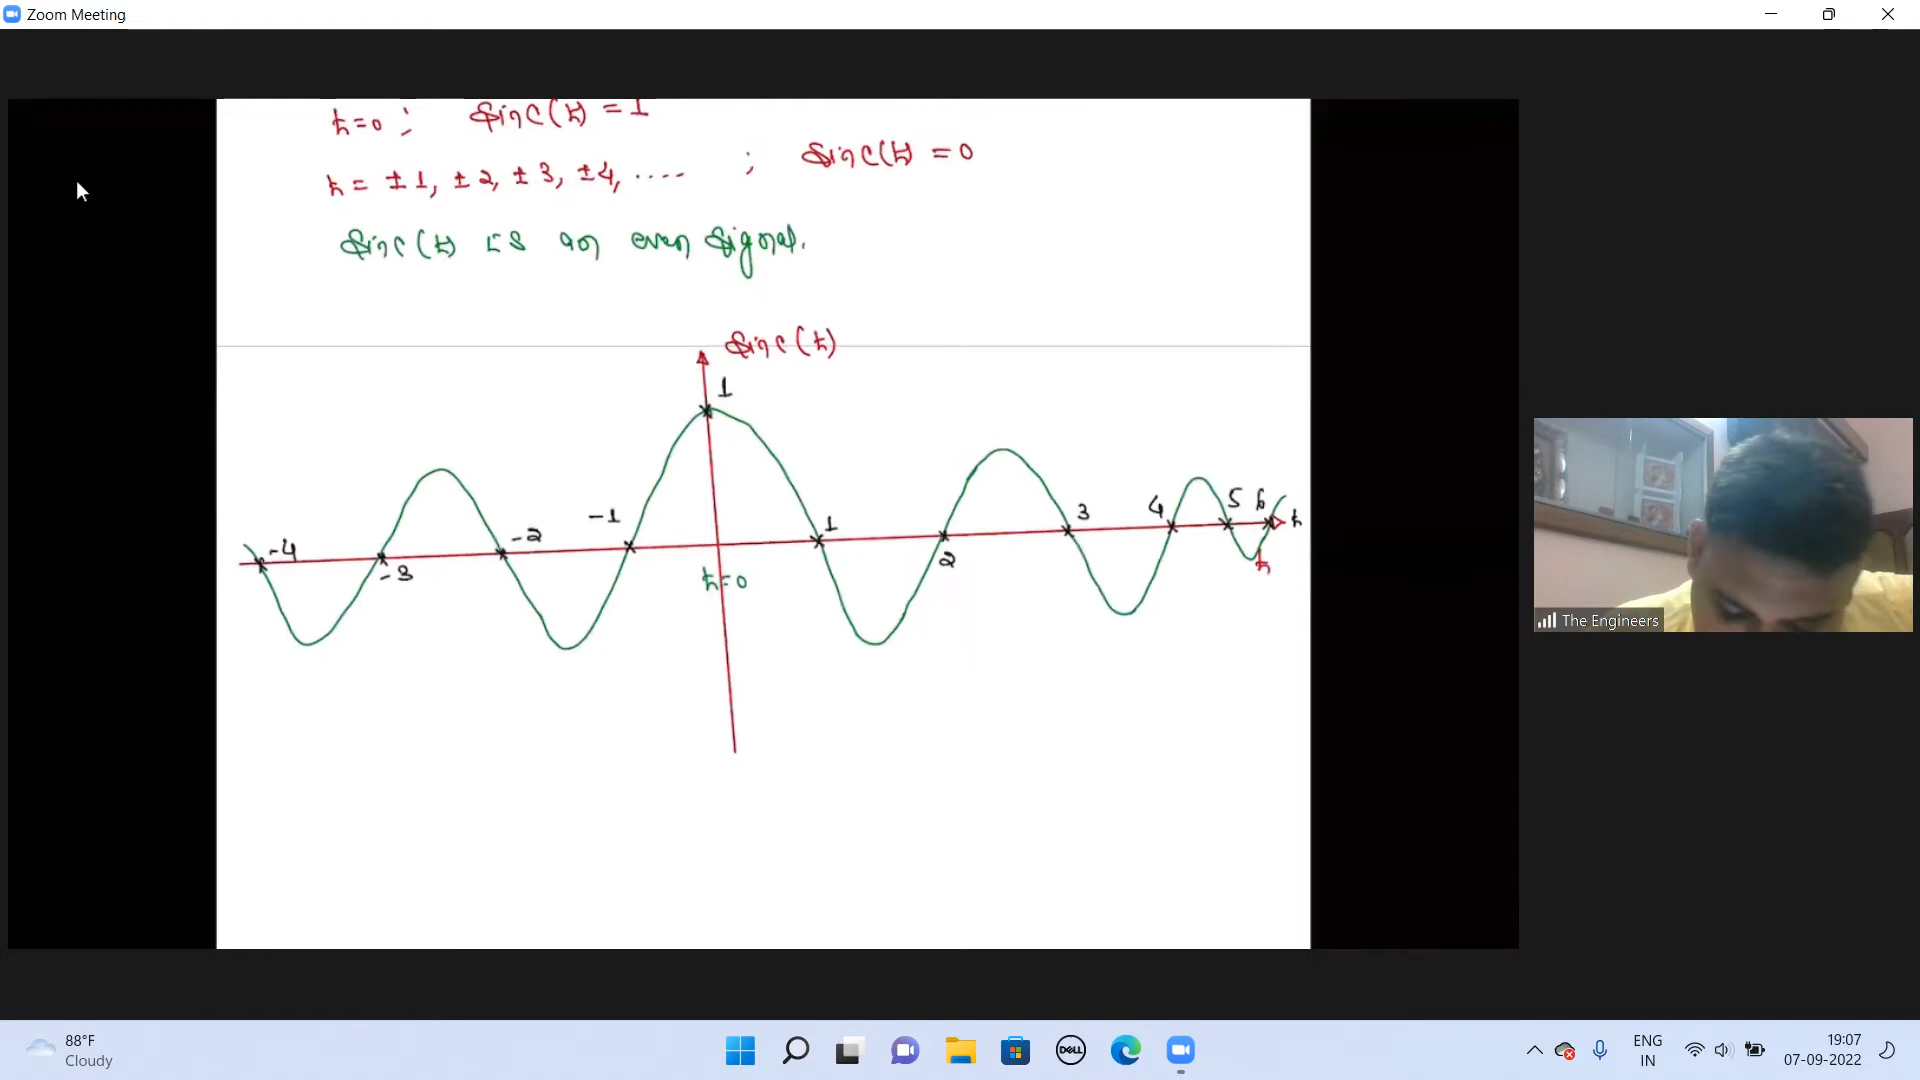 Zoom Meeting
t=0 ; Sinc(t) = 1
t = ±1, ±2, ±3, ±4, .... ; Sinc(t) = 0
Sinc(t) is an even signal.
Sinc(t)
1
-4 -3 -2 -1 1 2 3 4 5 6 t
t=0
t
The Engineers
88°F
Cloudy
DELL
ENG
IN
19:07
07-09-2022